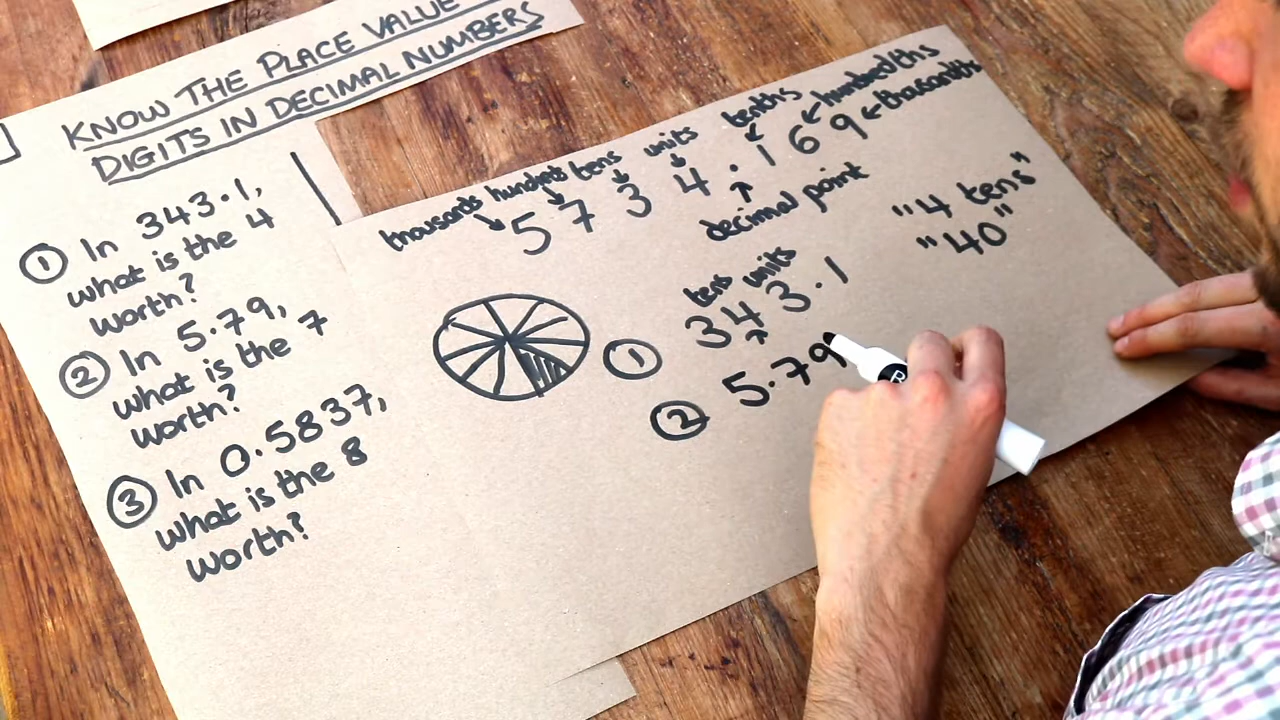 KNOW THE PLACE VALUE
DIGITS IN DECIMAL NUMBERS
① In 343.1,
what is the 4
worth?
② In 5.79,
what is the 7
worth?
③ In 0.5837,
what is the 8
worth?
thousands hundreds tens units tenths hundredths thousandths
5 7 3 4 . 1 6 9
decimal point
"4 tens"
"40"
tens units
① 343.1
② 5.79